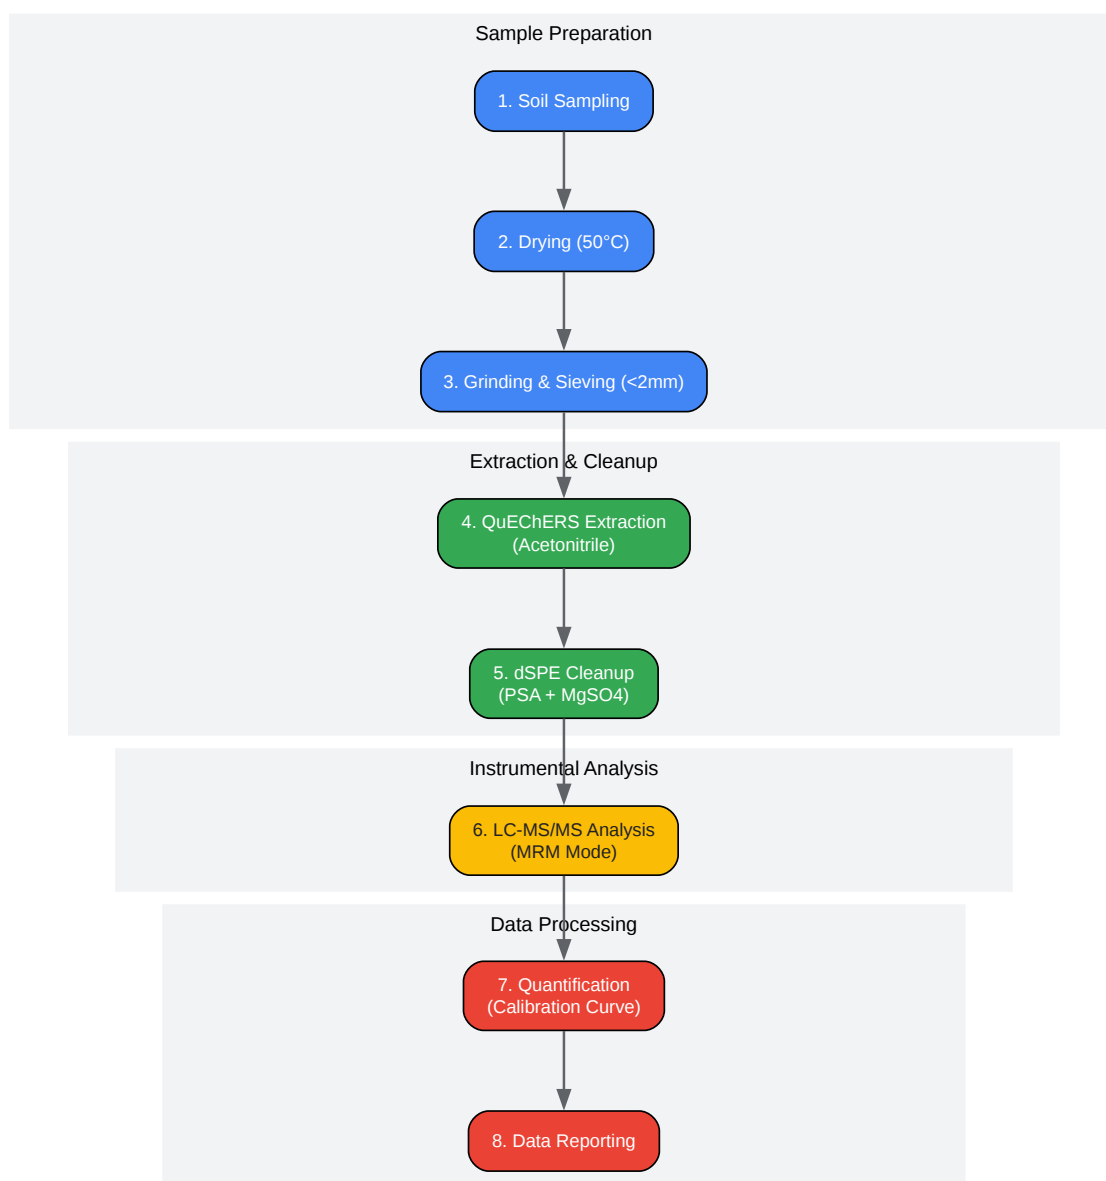 Sample Preparation
1. Soil Sampling
2. Drying (50°C)
3. Grinding & Sieving (<2mm)
Extraction & Cleanup
4. QuEChERS Extraction
(Acetonitrile)
5. dSPE Cleanup
(PSA + MgSO4)
Instrumental Analysis
6. LC-MS/MS Analysis
(MRM Mode)
Data Processing
7. Quantification
(Calibration Curve)
8. Data Reporting